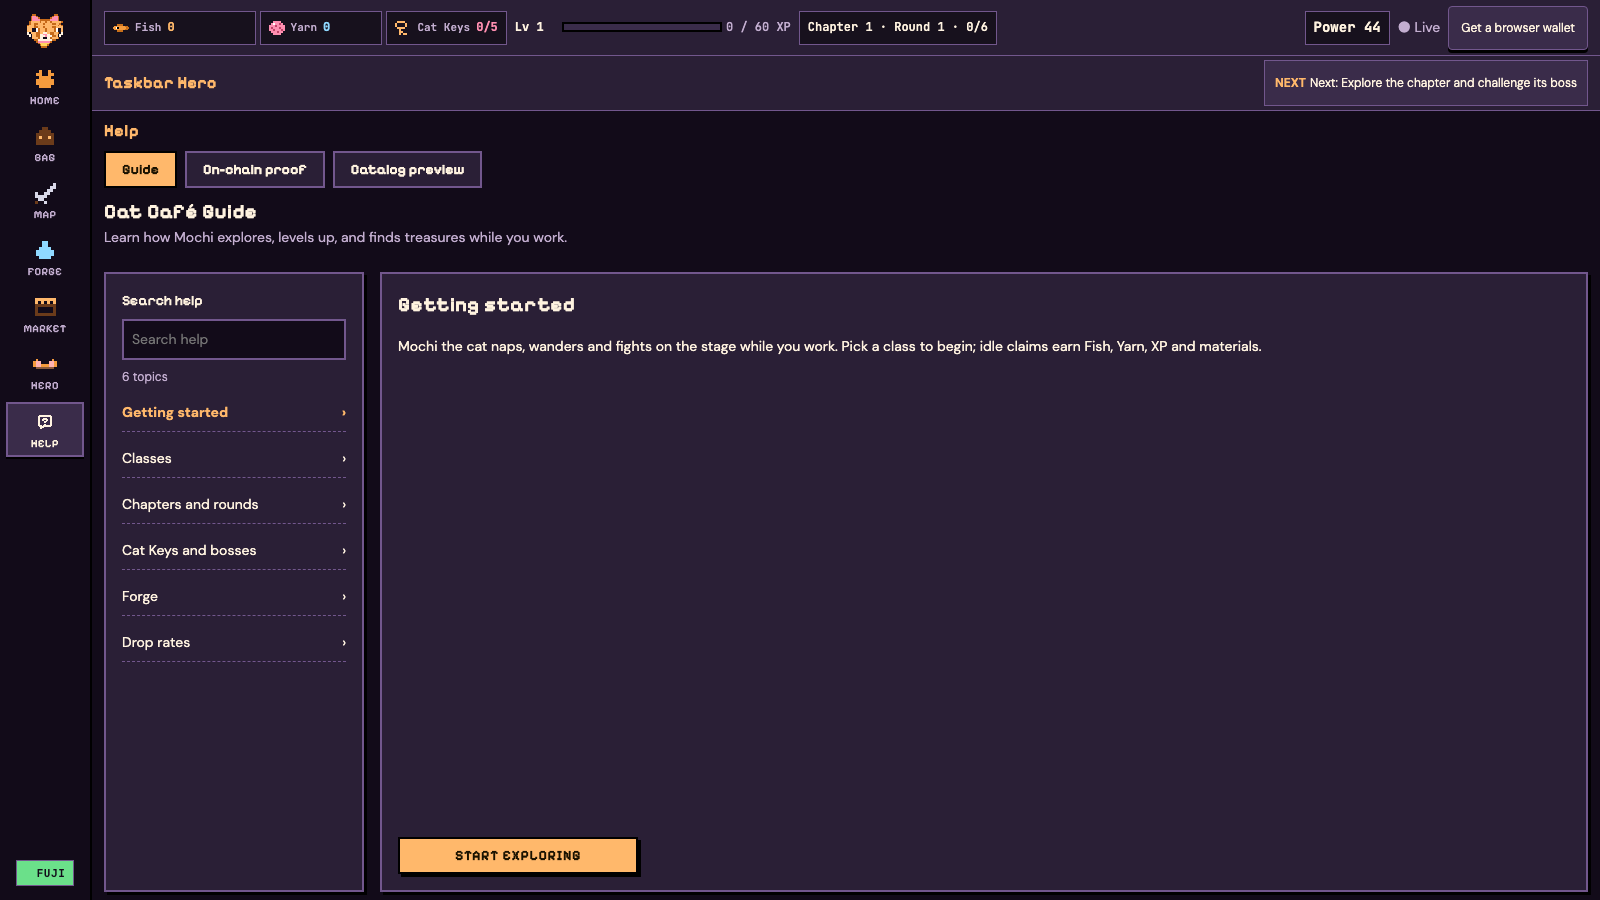 Fish 0
Yarn 0
Cat Keys 0/5
Lv 1
0 / 60 XP
Chapter 1 · Round 1 · 0/6
Power 44
Live
Get a browser wallet
HOME
BAG
MAP
FORGE
MARKET
HERO
HELP
FUJI
Taskbar Hero
NEXT Next: Explore the chapter and challenge its boss
Help
Guide
On-chain proof
Catalog preview
Cat Café Guide
Learn how Mochi explores, levels up, and finds treasures while you work.
Search help
Search help
6 topics
Getting started ›
Classes ›
Chapters and rounds ›
Cat Keys and bosses ›
Forge ›
Drop rates ›
Getting started
Mochi the cat naps, wanders and fights on the stage while you work. Pick a class to begin; idle claims earn Fish, Yarn, XP and materials.
START EXPLORING